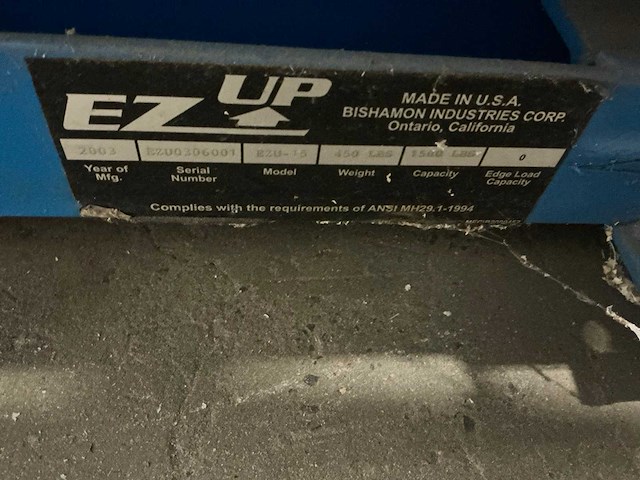 EZ UP
MADE IN U.S.A.
BISHAMON INDUSTRIES CORP.
Ontario, California
2003 EZU0306001 EZU-15 450 LBS 1500 LBS 0
Year of Mfg. Serial Number Model Weight Capacity Edge Load Capacity
Complies with the requirements of ANSI MH29.1-1994